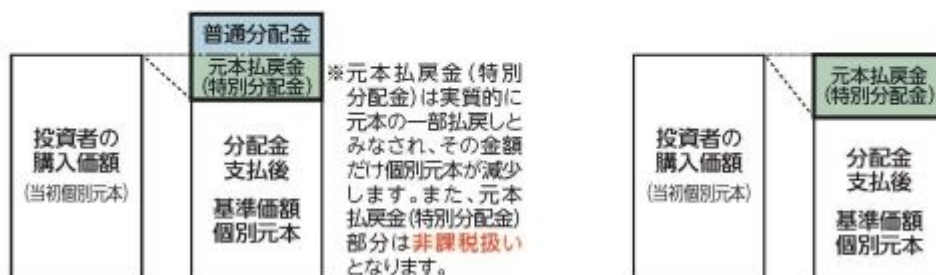 投資者の
購入価額
(当初個別元本)
普通分配金
元本払戻金
(特別分配金)
分配金
支払後
基準価額
個別元本
※元本払戻金(特別
分配金)は実質的に
元本の一部払戻しと
みなされ、その金額
だけ個別元本が減少
します。また、元本
払戻金(特別分配金)
部分は非課税扱い
となります。
投資者の
購入価額
(当初個別元本)
元本払戻金
(特別分配金)
分配金
支払後
基準価額
個別元本